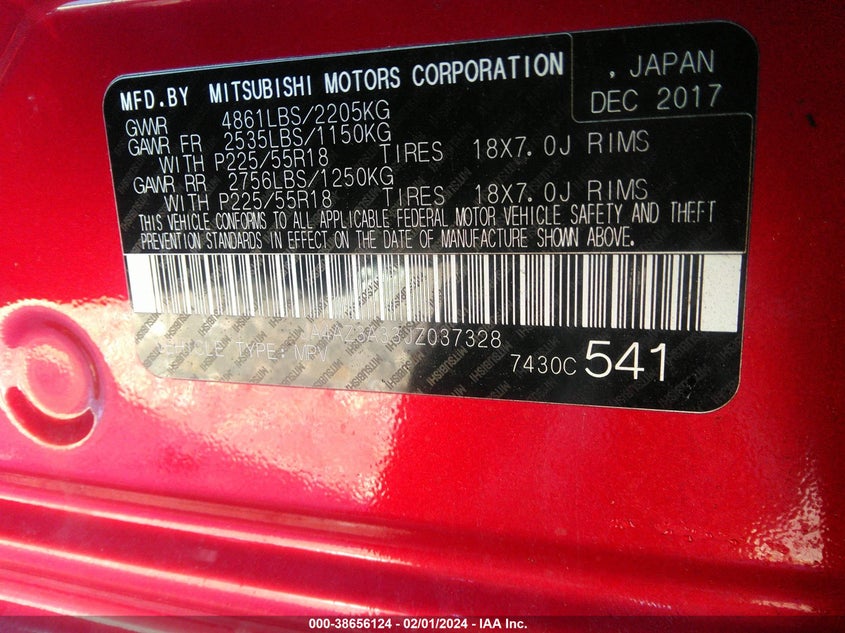 MFD.BY MITSUBISHI MOTORS CORPORATION , JAPAN
DEC 2017
GVWR 4861LBS/2205KG
GAWR FR 2535LBS/1150KG
WITH P225/55R18 TIRES 18X7.0J RIMS
GAWR RR 2756LBS/1250KG
WITH P225/55R18 TIRES 18X7.0J RIMS
THIS VEHICLE CONFORMS TO ALL APPLICABLE FEDERAL MOTOR VEHICLE SAFETY AND THEFT
PREVENTION STANDARDS IN EFFECT ON THE DATE OF MANUFACTURE SHOWN ABOVE.
VEHICLE TYPE: MPV
7430C 541
000-38656124 - 02/01/2024 - IAA Inc.